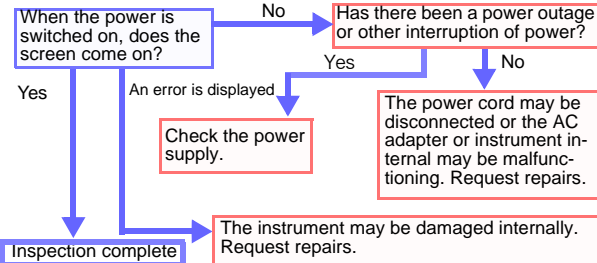 When the power is
switched on, does the
screen come on?
No
Has there been a power outage
or other interruption of power?
Yes
No
Yes
An error is displayed
Check the power
supply.
The power cord may be
disconnected or the AC
adapter or instrument in-
ternal may be malfunc-
tioning. Request repairs.
The instrument may be damaged internally.
Request repairs.
Inspection complete